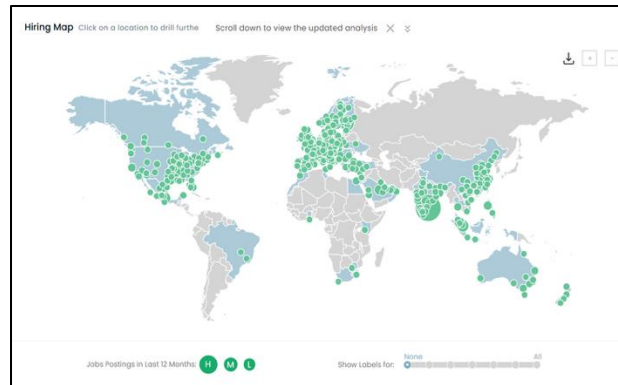 Hiring Map Click on a location to drill furthe Scroll down to view the updated analysis
Jobs Postings in Last 12 Months: H M L
Show Labels for:
None All